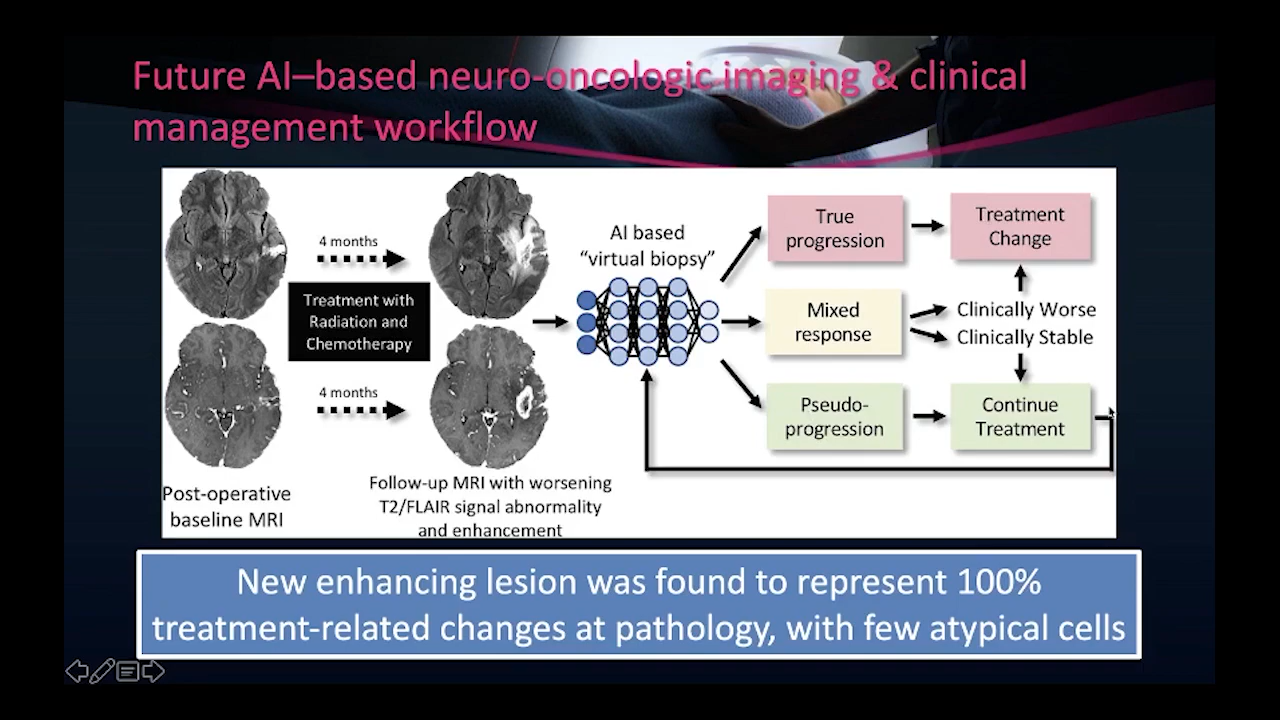 Future AI–based neuro-oncologic imaging & clinical
management workflow
4 months
Treatment with
Radiation and
Chemotherapy
4 months
Post-operative
baseline MRI
Follow-up MRI with worsening
T2/FLAIR signal abnormality
and enhancement
AI based
“virtual biopsy”
True
progression
Treatment
Change
Mixed
response
Clinically Worse
Clinically Stable
Pseudo-
progression
Continue
Treatment
New enhancing lesion was found to represent 100%
treatment-related changes at pathology, with few atypical cells